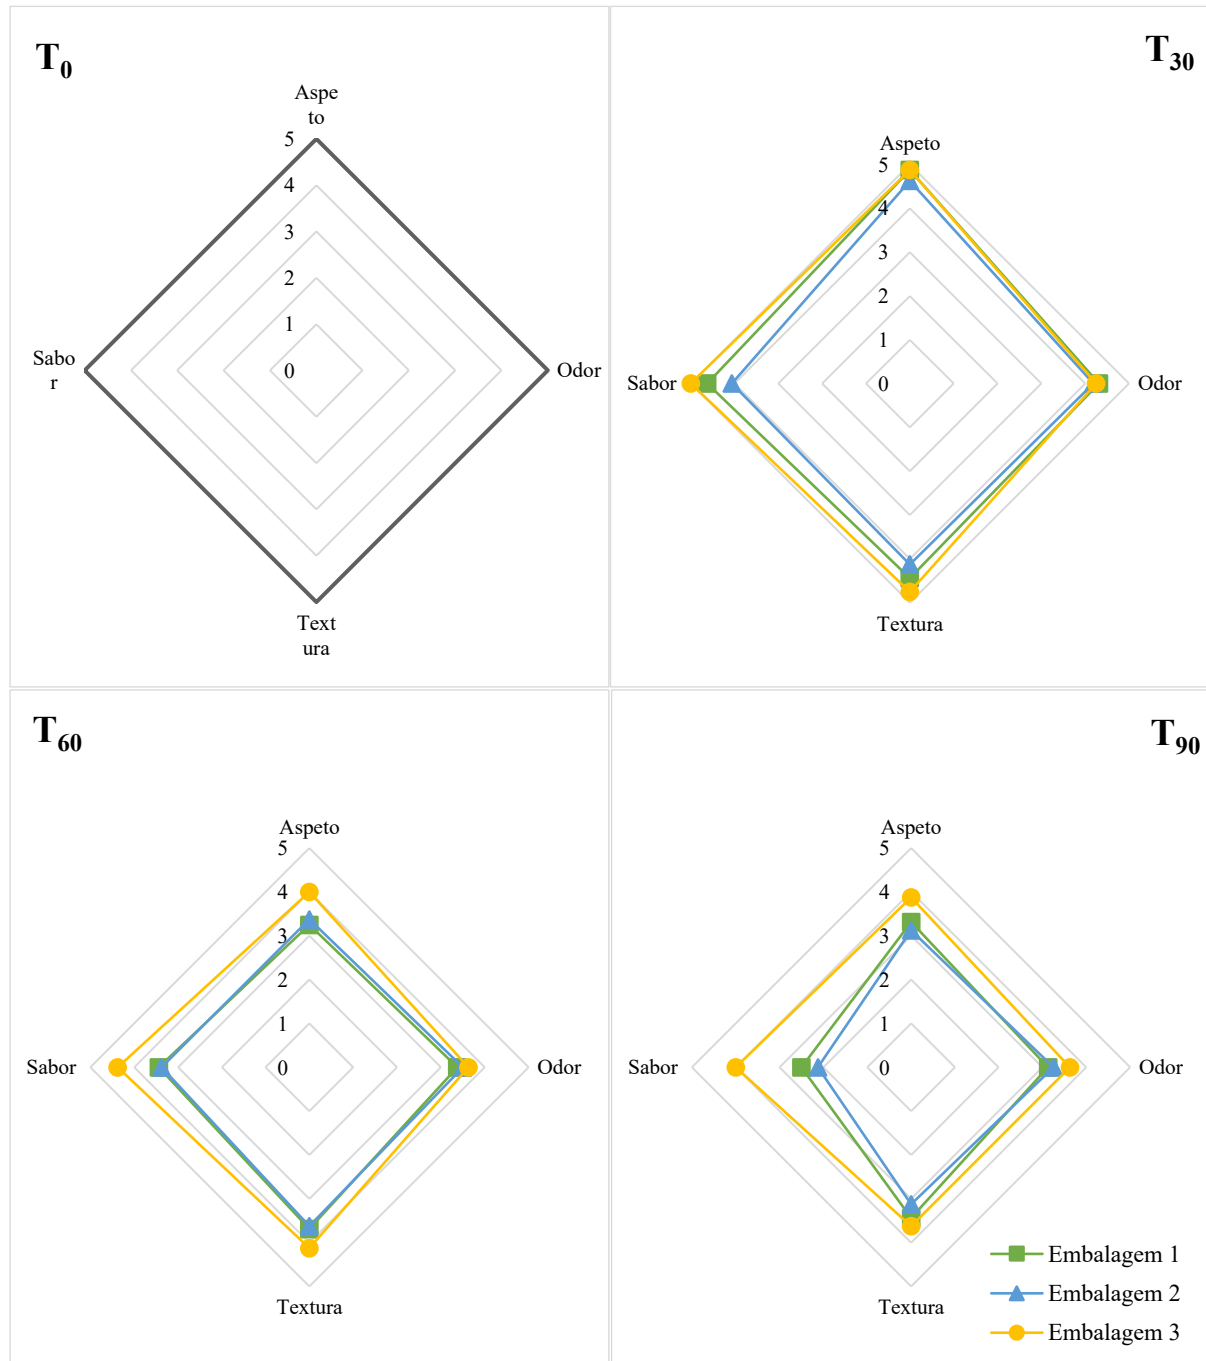 T0
Aspe
to
5
4
3
2
1
0
Sabo
r
Odor
Text
ura
T30
Aspeto
5
4
3
2
1
0
Sabor
Odor
Textura
T60
Aspeto
5
4
3
2
1
0
Sabor
Odor
Textura
T90
Aspeto
5
4
3
2
1
0
Sabor
Odor
Textura
Embalagem 1
Embalagem 2
Embalagem 3